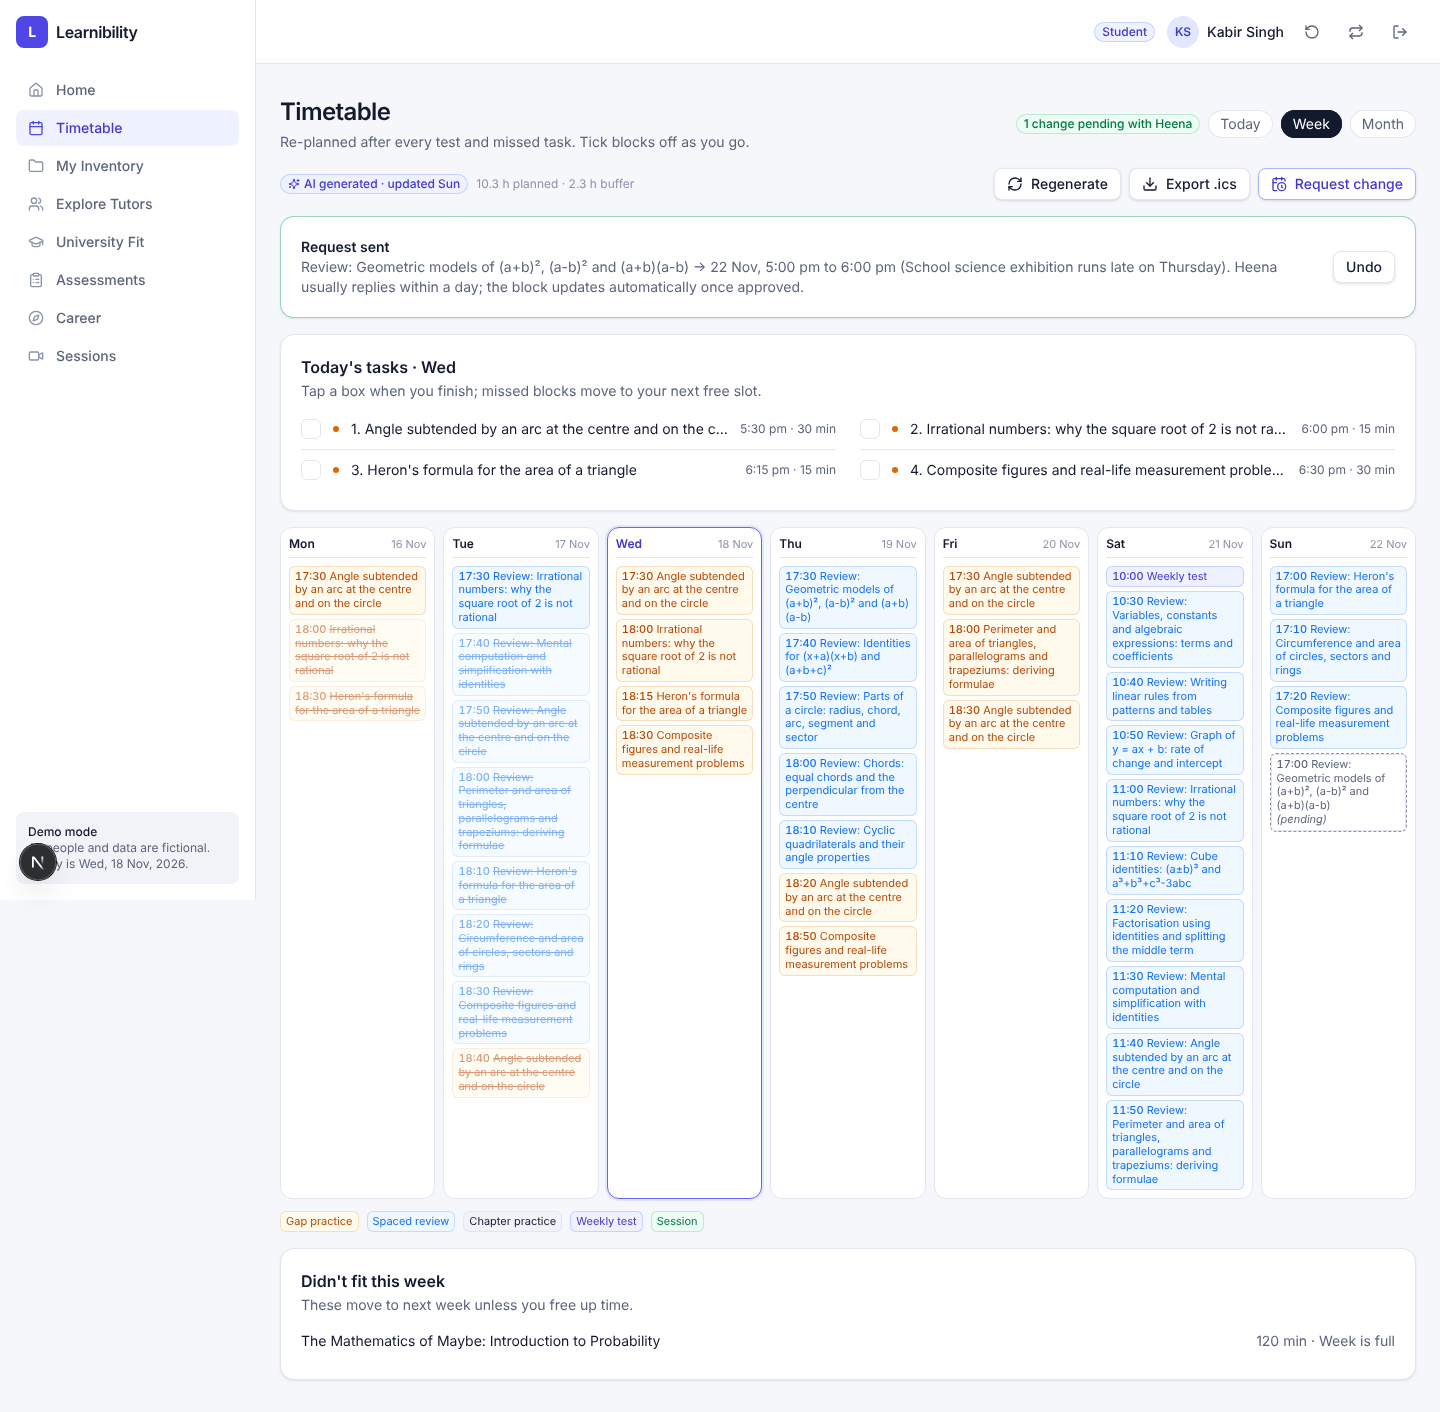 L Learnibility
Student KS Kabir Singh
Home
Timetable
My Inventory
Explore Tutors
University Fit
Assessments
Career
Sessions
Demo mode
people and data are fictional.
N y is Wed, 18 Nov, 2026.
Timetable
Re-planned after every test and missed task. Tick blocks off as you go.
1 change pending with Heena Today Week Month
AI generated · updated Sun 10.3 h planned · 2.3 h buffer
Regenerate Export .ics Request change
Request sent
Review: Geometric models of (a+b)², (a-b)² and (a+b)(a-b) → 22 Nov, 5:00 pm to 6:00 pm (School science exhibition runs late on Thursday). Heena
usually replies within a day; the block updates automatically once approved.
Undo
Today's tasks · Wed
Tap a box when you finish; missed blocks move to your next free slot.
1. Angle subtended by an arc at the centre and on the c... 5:30 pm · 30 min
2. Irrational numbers: why the square root of 2 is not ra... 6:00 pm · 15 min
3. Heron's formula for the area of a triangle 6:15 pm · 15 min
4. Composite figures and real-life measurement proble... 6:30 pm · 30 min
Mon 16 Nov
17:30 Angle subtended
by an arc at the centre
and on the circle
18:00 Irrational
numbers: why the
square root of 2 is not
rational
18:30 Heron's formula
for the area of a triangle
Tue 17 Nov
17:30 Review: Irrational
numbers: why the
square root of 2 is not
rational
17:40 Review: Mental
computation and
simplification with
identities
17:50 Review: Angle
subtended by an arc at
the centre and on the
circle
18:00 Review:
Perimeter and area of
triangles,
parallelograms and
trapeziums: deriving
formulae
18:10 Review: Heron's
formula for the area of
a triangle
18:20 Review:
Circumference and area
of circles, sectors and
rings
18:30 Review:
Composite figures and
real-life measurement
problems
18:40 Angle subtended
by an arc at the centre
and on the circle
Wed 18 Nov
17:30 Angle subtended
by an arc at the centre
and on the circle
18:00 Irrational
numbers: why the
square root of 2 is not
rational
18:15 Heron's formula
for the area of a triangle
18:30 Composite
figures and real-life
measurement problems
Thu 19 Nov
17:30 Review:
Geometric models of
(a+b)², (a-b)² and (a+b)
(a-b)
17:40 Review: Identities
for (x+a)(x+b) and
(a+b+c)²
17:50 Review: Parts of
a circle: radius, chord,
arc, segment and
sector
18:00 Review: Chords:
equal chords and the
perpendicular from the
centre
18:10 Review: Cyclic
quadrilaterals and their
angle properties
18:20 Angle subtended
by an arc at the centre
and on the circle
18:50 Composite
figures and real-life
measurement problems
Fri 20 Nov
17:30 Angle subtended
by an arc at the centre
and on the circle
18:00 Perimeter and
area of triangles,
parallelograms and
trapeziums: deriving
formulae
18:30 Angle subtended
by an arc at the centre
and on the circle
Sat 21 Nov
10:00 Weekly test
10:30 Review:
Variables, constants
and algebraic
expressions: terms and
coefficients
10:40 Review: Writing
linear rules from
patterns and tables
10:50 Review: Graph of
y = ax + b: rate of
change and intercept
11:00 Review: Irrational
numbers: why the
square root of 2 is not
rational
11:10 Review: Cube
identities: (a±b)³ and
a³+b³+c³-3abc
11:20 Review:
Factorisation using
identities and splitting
the middle term
11:30 Review: Mental
computation and
simplification with
identities
11:40 Review: Angle
subtended by an arc at
the centre and on the
circle
11:50 Review:
Perimeter and area of
triangles,
parallelograms and
trapeziums: deriving
formulae
Sun 22 Nov
17:00 Review: Heron's
formula for the area of
a triangle
17:10 Review:
Circumference and area
of circles, sectors and
rings
17:20 Review:
Composite figures and
real-life measurement
problems
17:00 Review:
Geometric models of
(a+b)², (a-b)² and
(a+b)(a-b)
(pending)
Gap practice Spaced review Chapter practice Weekly test Session
Didn't fit this week
These move to next week unless you free up time.
The Mathematics of Maybe: Introduction to Probability 120 min · Week is full